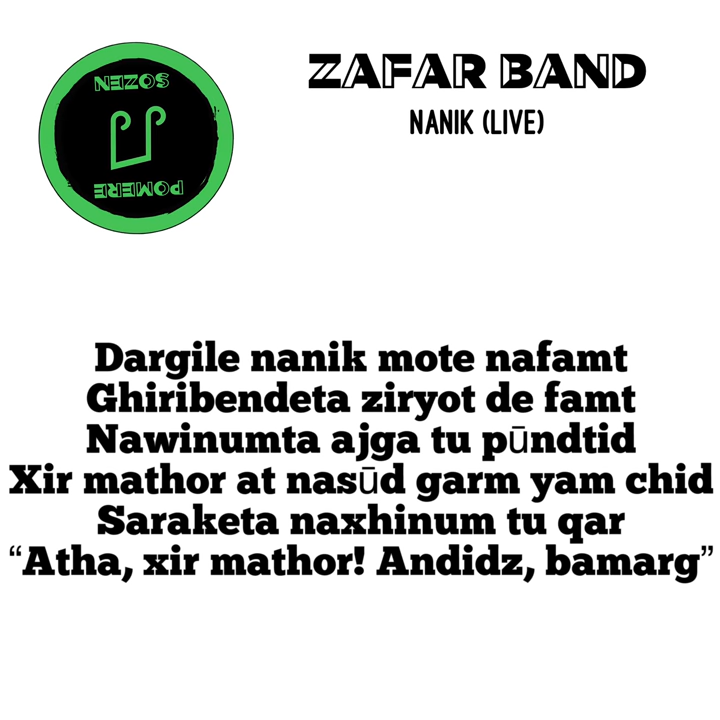 NEIZOS
POMERE
ZAFAR BAND
NANIK (LIVE)
Dargile nanik mote nafamt
Ghiribendeta ziryot de famt
Nawinumta ajga tu pūndtid
Xir mathor at nasūd garm yam chid
Saraketa naxhinum tu qar
“Atha, xir mathor! Andidz, bamarg”